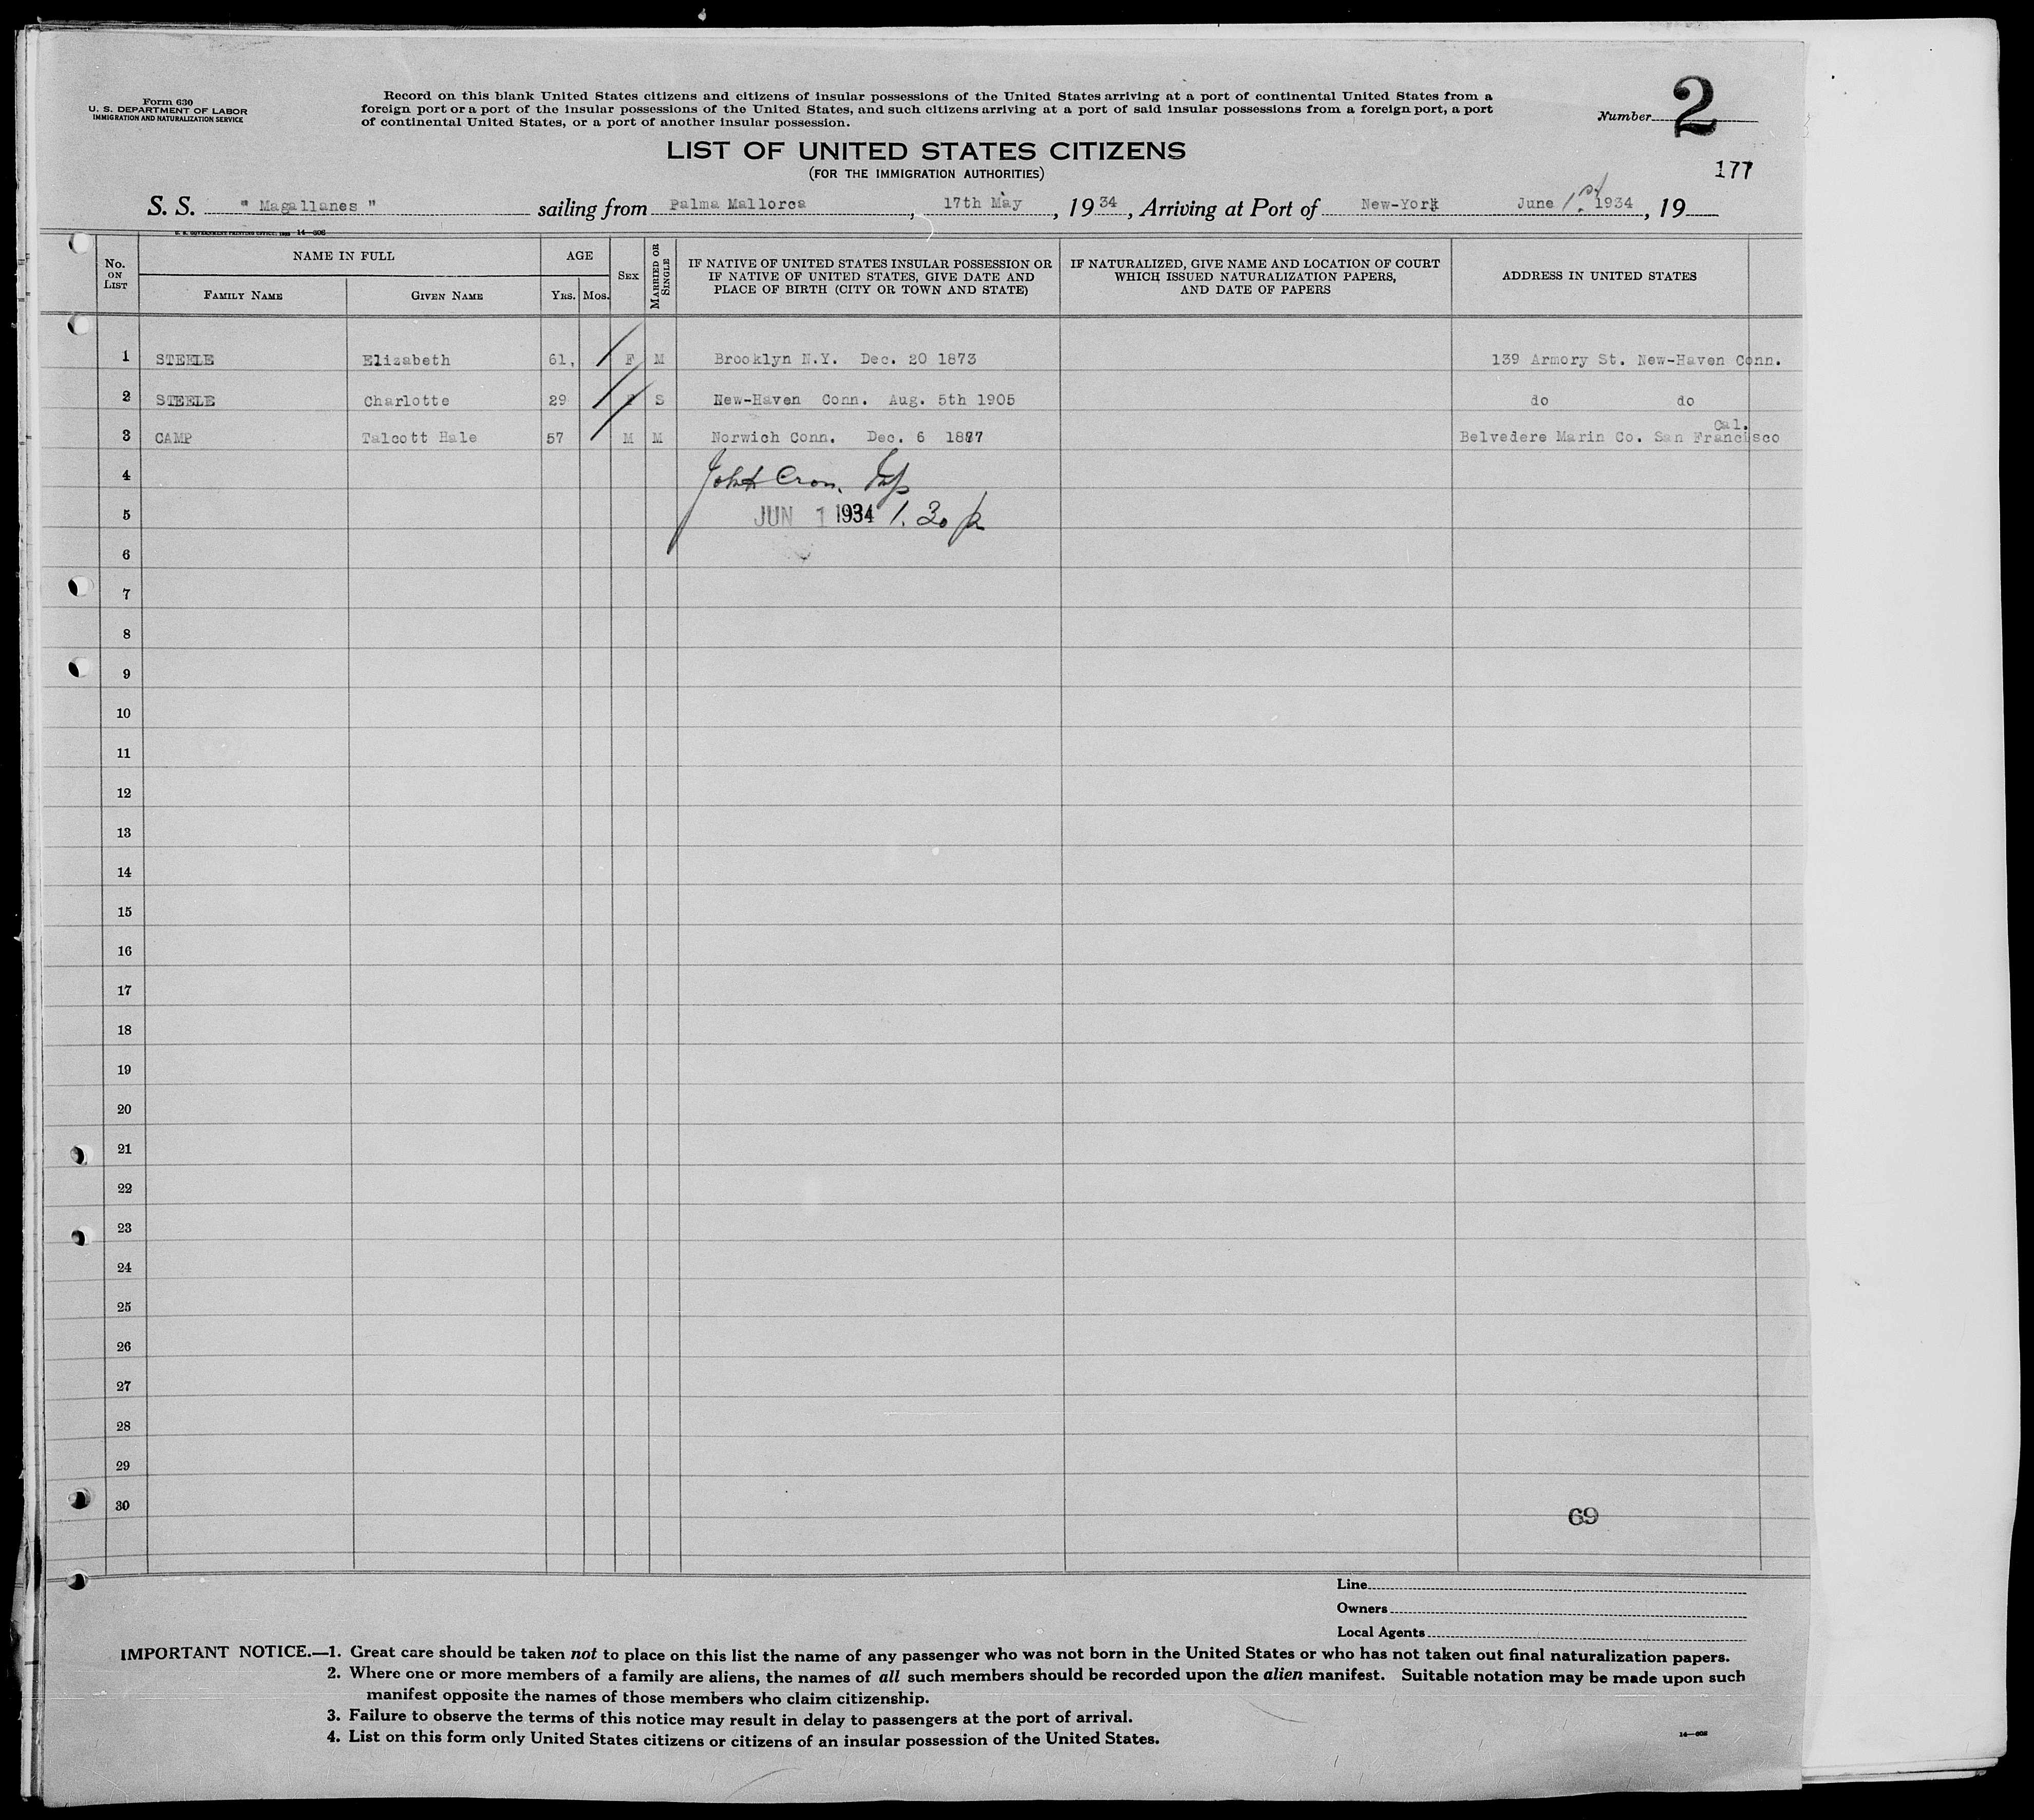 Form 630
U. S. DEPARTMENT OF LABOR
IMMIGRATION AND NATURALIZATION SERVICE
Record on this blank United States citizens and citizens of insular possessions of the United States arriving at a port of continental United States from a
foreign port or a port of the insular possessions of the United States, and such citizens arriving at a port of said insular possessions from a foreign port, a port
of continental United States, or a port of another insular possession.
Number 2
LIST OF UNITED STATES CITIZENS
(FOR THE IMMIGRATION AUTHORITIES)
177
S. S. " Magallanes " sailing from Palma Mallorca, 17th May, 1934, Arriving at Port of New-York June 1st 1934, 19
U. S. GOVERNMENT PRINTING OFFICE: 14—608
No. ON LIST
NAME IN FULL
FAMILY NAME GIVEN NAME
AGE
YRS. MOS.
SEX
MARRIED OR SINGLE
IF NATIVE OF UNITED STATES INSULAR POSSESSION OR
IF NATIVE OF UNITED STATES, GIVE DATE AND
PLACE OF BIRTH (CITY OR TOWN AND STATE)
IF NATURALIZED, GIVE NAME AND LOCATION OF COURT
WHICH ISSUED NATURALIZATION PAPERS,
AND DATE OF PAPERS
ADDRESS IN UNITED STATES
1 STEELE Elizabeth 61, F M Brooklyn N.Y. Dec. 20 1873 139 Armory St. New-Haven Conn.
2 STEELE Charlotte 29 F S New-Haven Conn. Aug. 5th 1905 do do
Cal.
3 CAMP Talcott Hale 57 M M Norwich Conn. Dec. 6 1877 Belvedere Marin Co. San Francisco
4 Cron. Insp
5 JUN 1 1934 1.30 p
6
7
8
9
10
11
12
13
14
15
16
17
18
19
20
21
22
23
24
25
26
27
28
29
30
69
Line
Owners
Local Agents
IMPORTANT NOTICE.—1. Great care should be taken not to place on this list the name of any passenger who was not born in the United States or who has not taken out final naturalization papers.
2. Where one or more members of a family are aliens, the names of all such members should be recorded upon the alien manifest. Suitable notation may be made upon such
manifest opposite the names of those members who claim citizenship.
3. Failure to observe the terms of this notice may result in delay to passengers at the port of arrival.
4. List on this form only United States citizens or citizens of an insular possession of the United States.
14—608